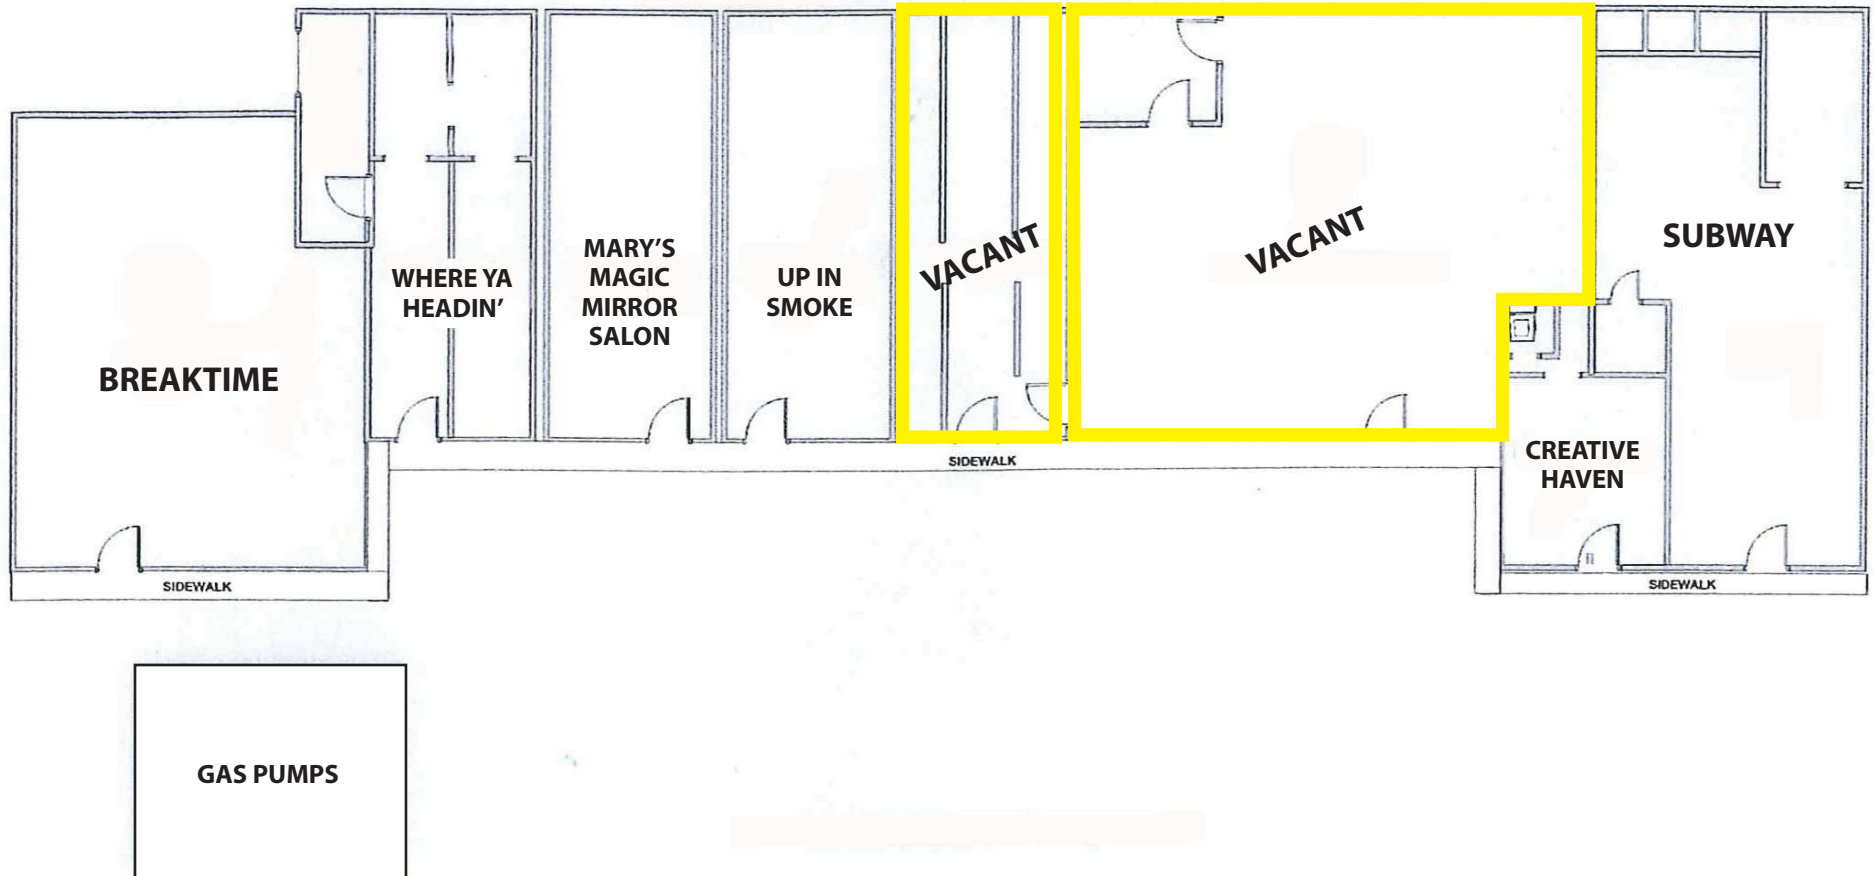 BREAKTIME
WHERE YA
HEADIN’
MARY’S
MAGIC
MIRROR
SALON
UP IN
SMOKE
VACANT
VACANT
SUBWAY
CREATIVE
HAVEN
SIDEWALK
SIDEWALK
SIDEWALK
GAS PUMPS